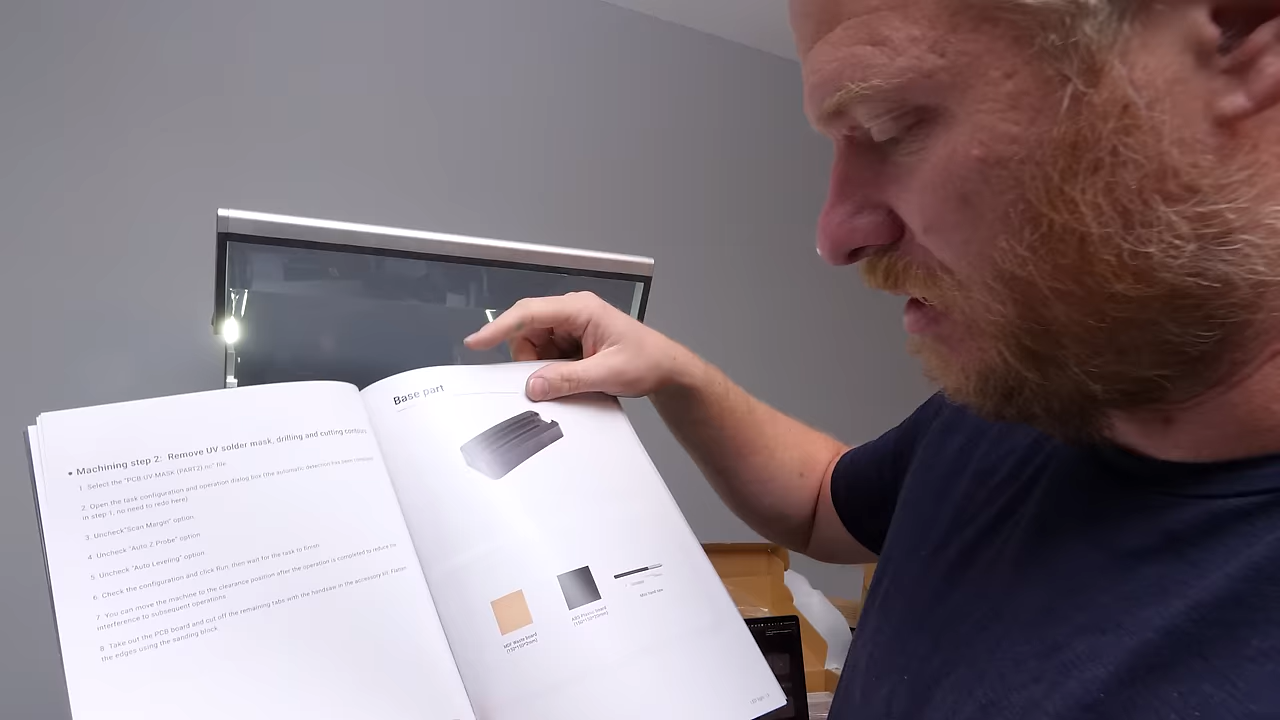 • Machining step 2: Remove UV solder mask, drilling and cutting contours
1. Select the "PCB UV MASK (PART2).nc" file.
2. Open the task configuration and operation dialog box (the automatic detection has been
in step 1, no need to redo here)
3. Uncheck "Scan Margin" option.
4. Uncheck "Auto Z Probe" option
5. Uncheck "Auto Leveling" option
6. Check the configuration and click Run, then wait for the task to finish
7. You can move the machine to the clearance position after the operation is completed to reduce the
interference to subsequent operations
8. Take out the PCB board and cut off the remaining tabs with the handsaw in the accessory kit.
the edges using the sanding block.
Base part
MDF Waste board
ABS Plastic board
Mini hand saw